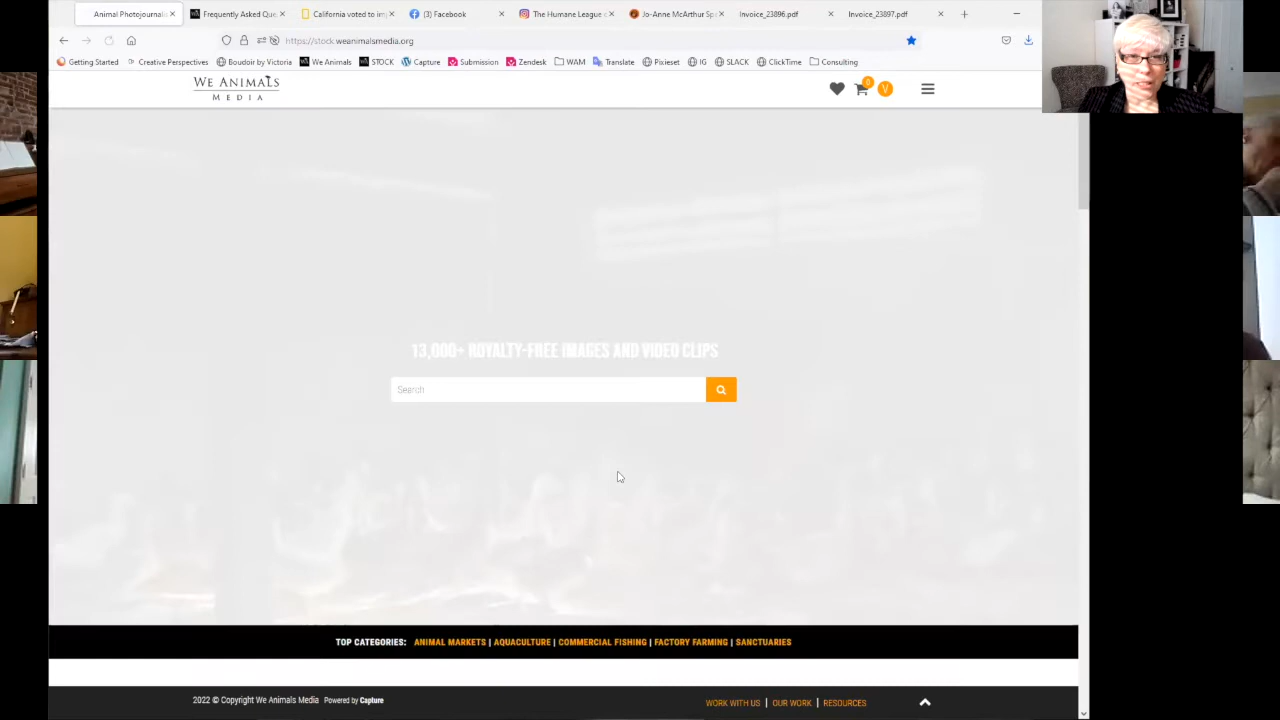 Animal Photojournalis
Frequently Asked Que
California voted to im
(3) Facebook
The Humane League
Jo-Anne McArthur Sp
Invoice_23896.pdf
Invoice_23897.pdf
https://stock.weanimalsmedia.org
Getting Started
Creative Perspectives
Boudoir by Victoria
We Animals
STOCK
Capture
Submission
Zendesk
WAM
Translate
Pixieset
IG
SLACK
ClickTime
Consulting
WE ANIMALS
MEDIA
0
V
13,000+ ROYALTY-FREE IMAGES AND VIDEO CLIPS
Search
TOP CATEGORIES: ANIMAL MARKETS | AQUACULTURE | COMMERCIAL FISHING | FACTORY FARMING | SANCTUARIES
2022 © Copyright We Animals Media Powered by Capture
WORK WITH US | OUR WORK | RESOURCES